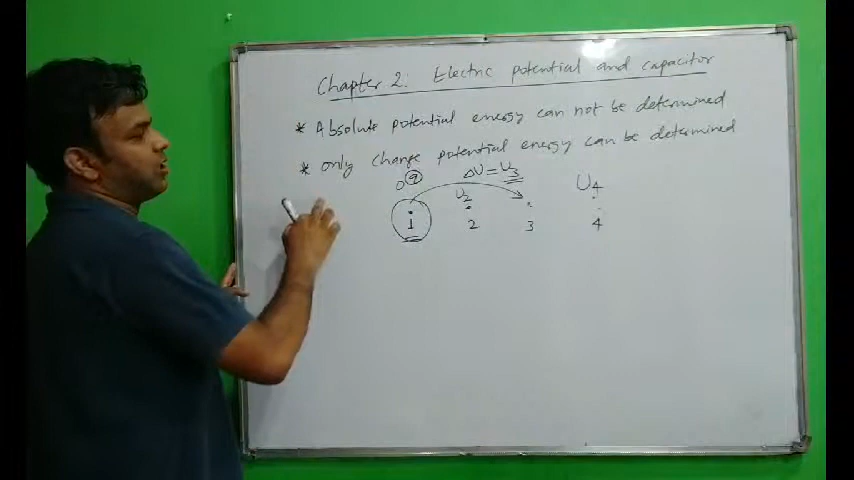 Chapter 2: Electric potential and capacitor
* Absolute potential energy can not be determined
* only change potential energy can be determined
0 q ΔU = U3 U4
U2
1 2 3 4